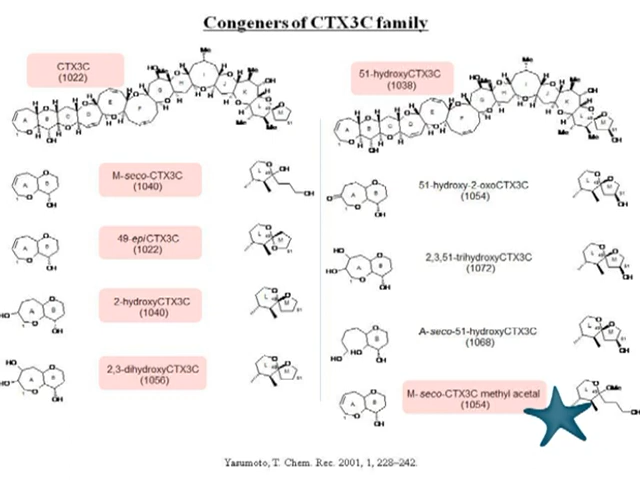 Congeners of CTX3C family
CTX3C
(1022)
51-hydroxyCTX3C
(1038)
M-seco-CTX3C
(1040)
51-hydroxy-2-oxoCTX3C
(1054)
49-epiCTX3C
(1022)
2,3,51-trihydroxyCTX3C
(1072)
2-hydroxyCTX3C
(1040)
A-seco-51-hydroxyCTX3C
(1068)
2,3-dihydroxyCTX3C
(1056)
M-seco-CTX3C methyl acetal
(1054)
Yasumoto, T. Chem. Rec. 2001, 1, 228–242.